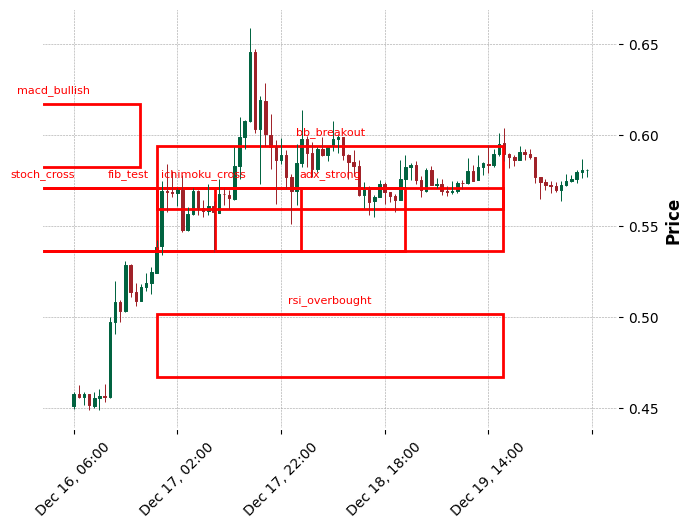 0.65
macd_bullish
0.60
bb_breakout
stoch_cross
fib_test
ichimoku_cross
adx_strong
0.55
Price
rsi_overbought
0.50
0.45
Dec 16, 06:00
Dec 17, 02:00
Dec 17, 22:00
Dec 18, 18:00
Dec 19, 14:00